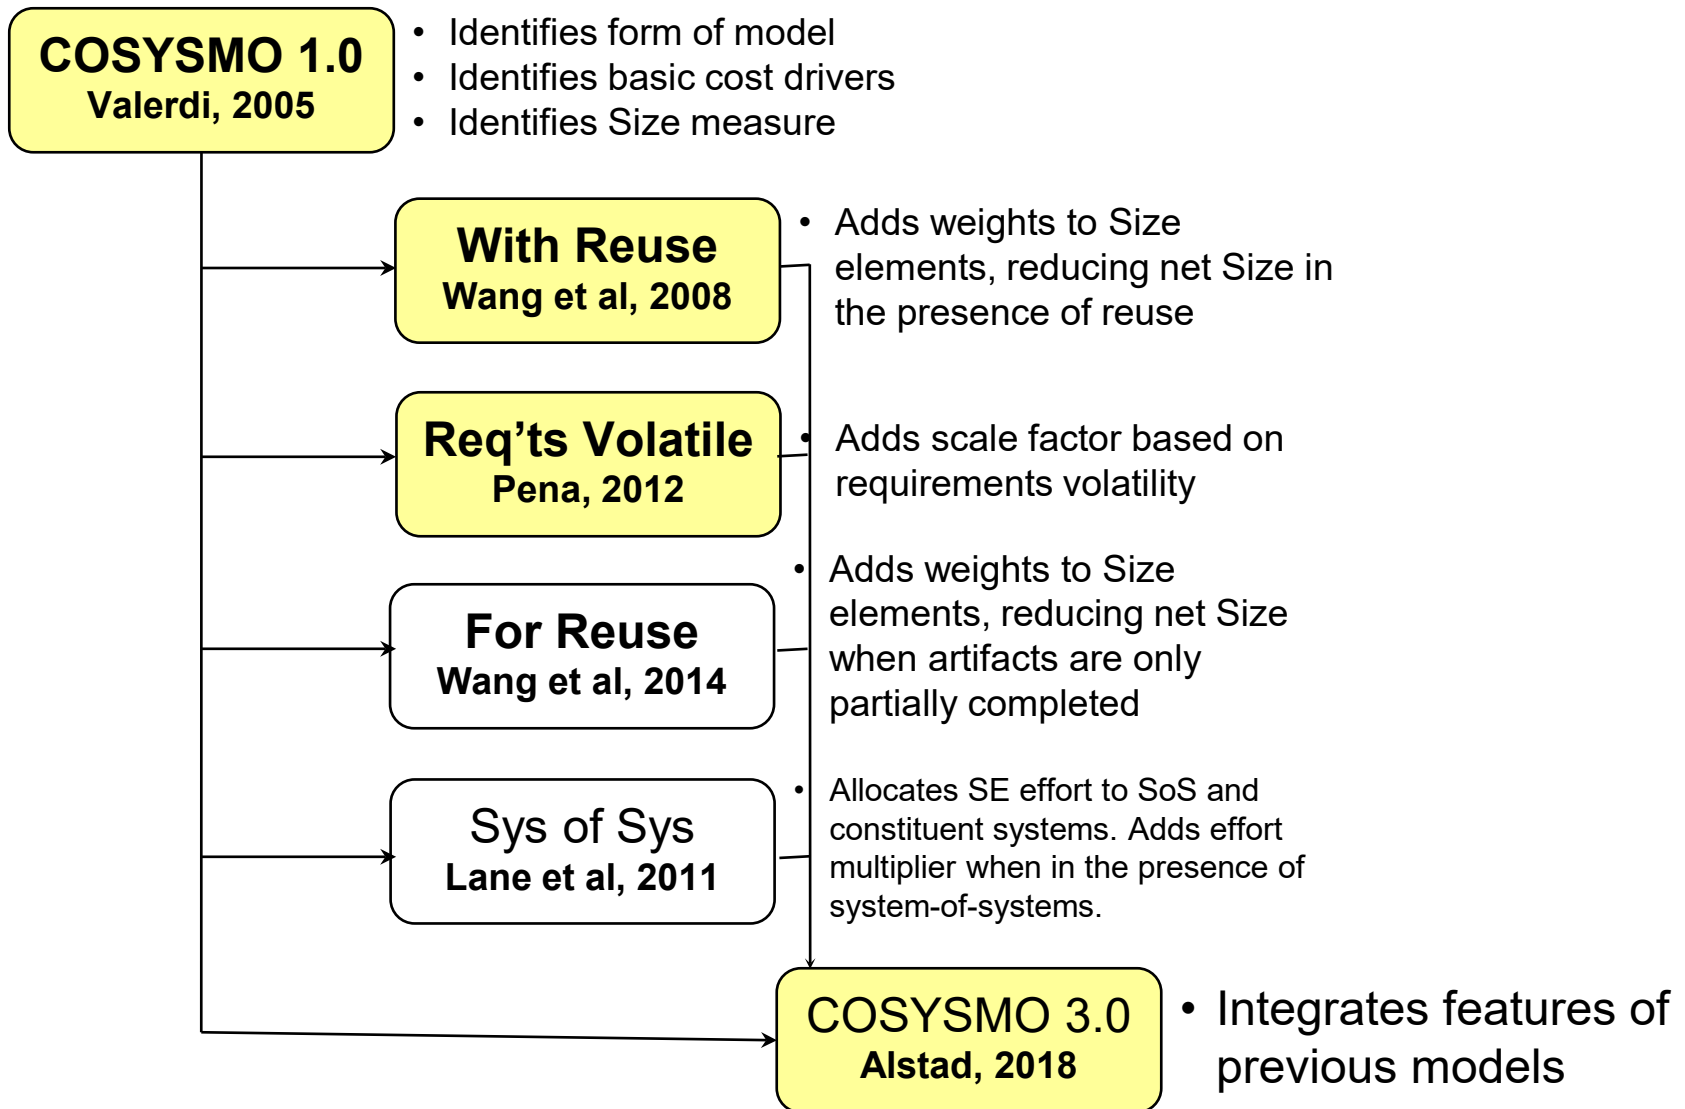 COSYSMO 1.0
Valerdi, 2005
• Identifies form of model
• Identifies basic cost drivers
• Identifies Size measure
With Reuse
Wang et al, 2008
• Adds weights to Size
elements, reducing net Size in
the presence of reuse
Req’ts Volatile
Pena, 2012
• Adds scale factor based on
requirements volatility
For Reuse
Wang et al, 2014
• Adds weights to Size
elements, reducing net Size
when artifacts are only
partially completed
Sys of Sys
Lane et al, 2011
• Allocates SE effort to SoS and
constituent systems. Adds effort
multiplier when in the presence of
system-of-systems.
COSYSMO 3.0
Alstad, 2018
• Integrates features of
previous models